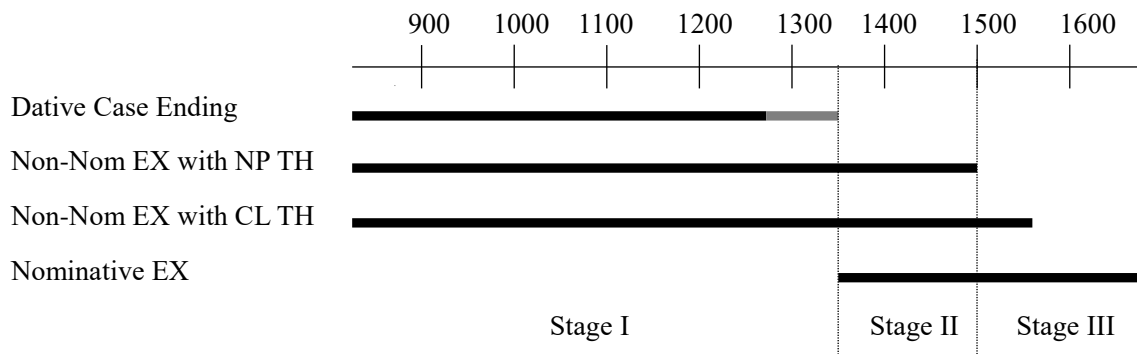 900 1000 1100 1200 1300 1400 1500 1600
Dative Case Ending
Non-Nom EX with NP TH
Non-Nom EX with CL TH
Nominative EX
Stage I Stage II Stage III